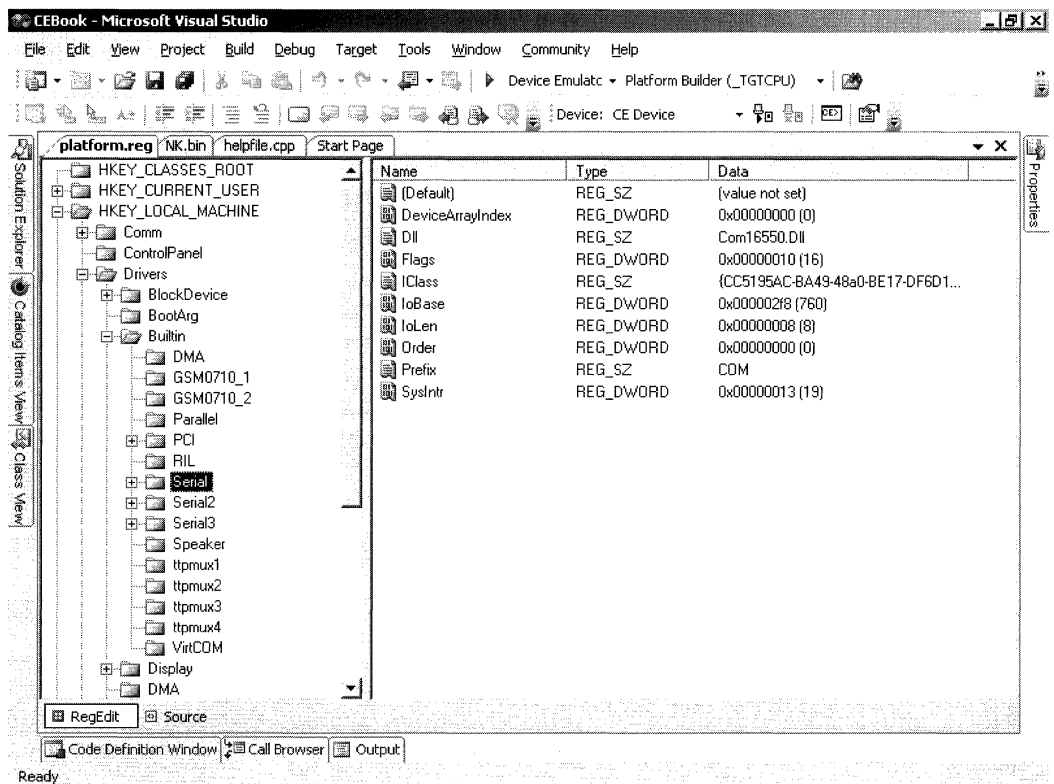 CEBook - Microsoft Visual Studio
File Edit View Project Build Debug Target Tools Window Community Help
Device Emulatc Platform Builder (_TGTCPU)
Device: CE Device
platform.reg NK.bin helpfile.cpp Start Page
Solution Explorer
Catalog Items View
Class View
HKEY_CLASSES_ROOT
HKEY_CURRENT_USER
HKEY_LOCAL_MACHINE
Comm
ControlPanel
Drivers
BlockDevice
BootArg
BuiltIn
DMA
GSM0710_1
GSM0710_2
Parallel
PCI
RIL
Serial
Serial2
Serial3
Speaker
ttpmux1
ttpmux2
ttpmux3
ttpmux4
VirtCOM
Display
DMA
Name Type Data
(Default) REG_SZ (value not set)
DeviceArrayIndex REG_DWORD 0x00000000 (0)
Dll REG_SZ Com16550.Dll
Flags REG_DWORD 0x00000010 (16)
IClass REG_SZ {CC5195AC-BA49-48a0-BE17-DF6D1...
IoBase REG_DWORD 0x000002f8 (760)
IoLen REG_DWORD 0x00000008 (8)
Order REG_DWORD 0x00000000 (0)
Prefix REG_SZ COM
SysIntr REG_DWORD 0x00000013 (19)
Properties
RegEdit Source
Code Definition Window Call Browser Output
Ready